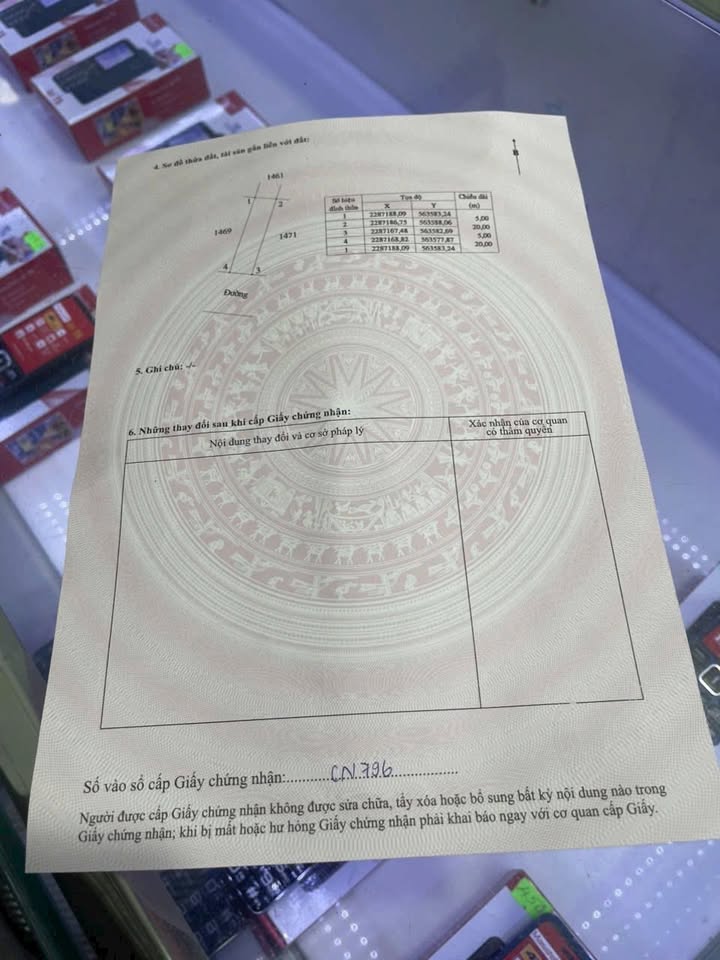 4. Sơ đồ thửa đất, tài sản gắn liền với đất:
1461
1
2
1469
1471
4
3
Đường
Số hiệu đỉnh thửa Tọa độ Chiều dài (m)
X Y
1 2287188,09 563583,24
5,00
2 2287186,75 563588,06
20,00
3 2287167,48 563582,69
5,00
4 2287168,82 563577,87
20,00
1 2287188,09 563583,24
5. Ghi chú: -/-
6. Những thay đổi sau khi cấp Giấy chứng nhận:
Nội dung thay đổi và cơ sở pháp lý
Xác nhận của cơ quan
có thẩm quyền
Số vào sổ cấp Giấy chứng nhận:...........CN.796.................
Người được cấp Giấy chứng nhận không được sửa chữa, tẩy xóa hoặc bổ sung bất kỳ nội dung nào trong
Giấy chứng nhận; khi bị mất hoặc hư hỏng Giấy chứng nhận phải khai báo ngay với cơ quan cấp Giấy.